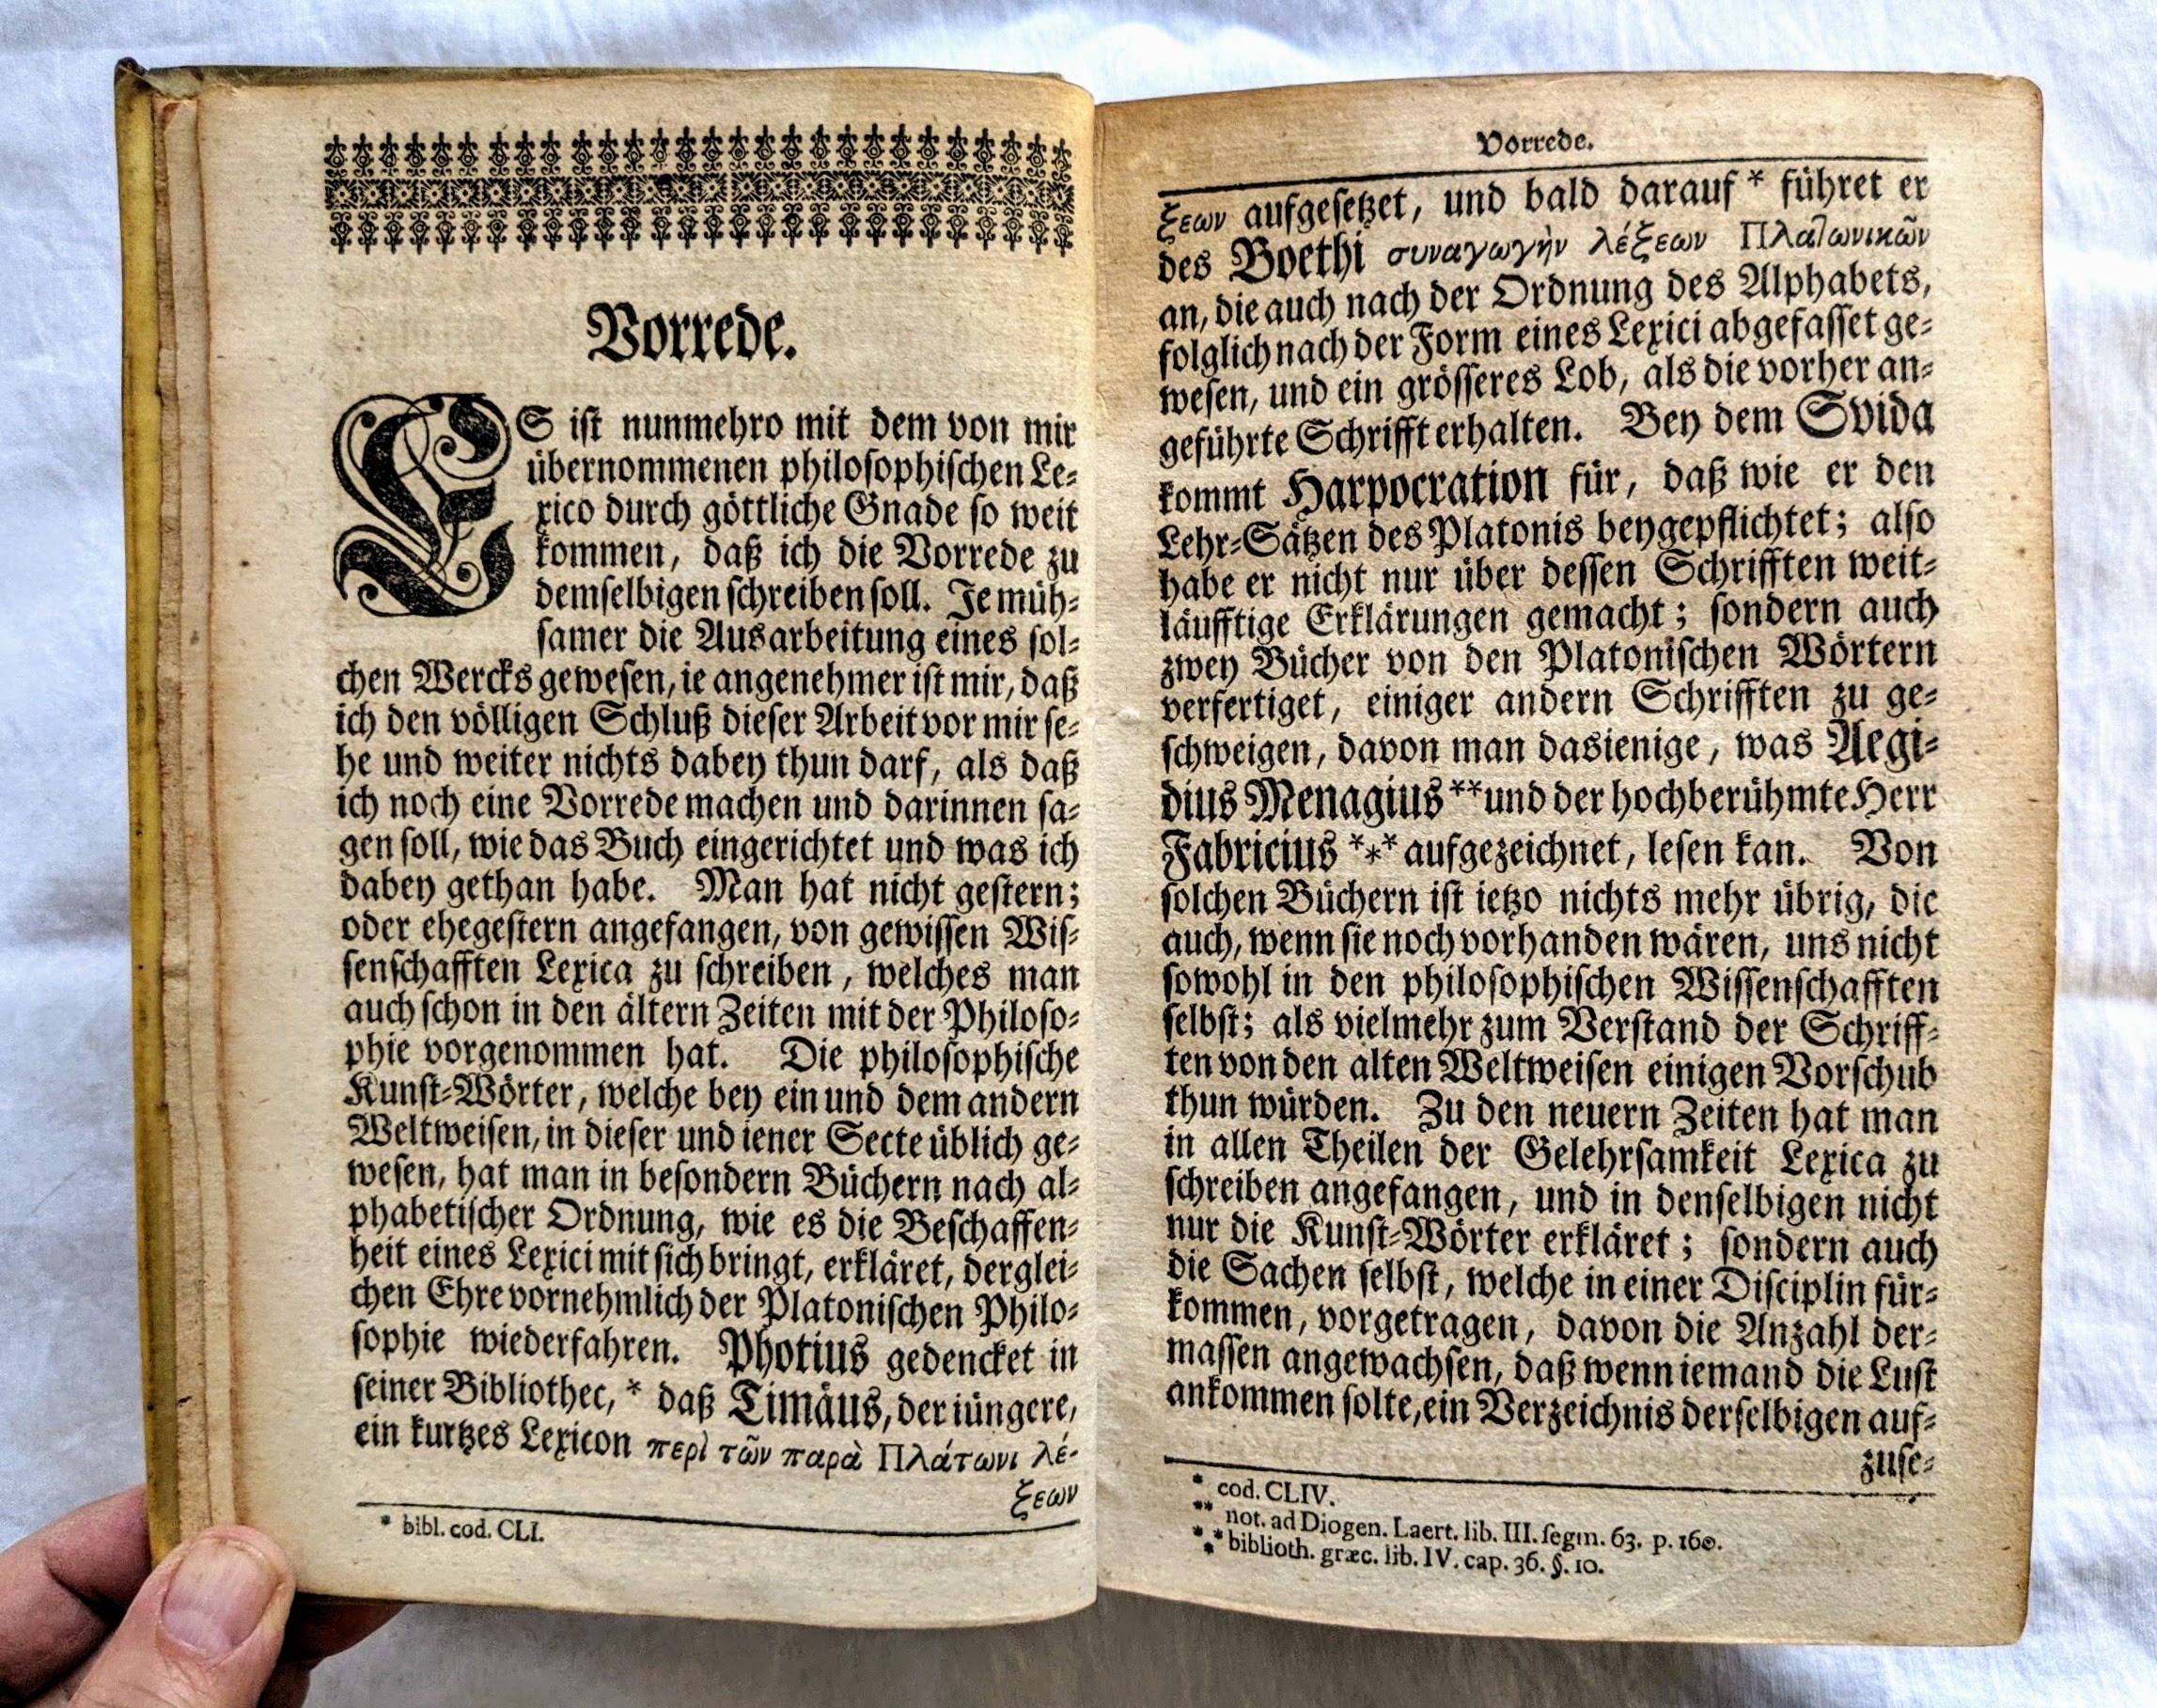 Vorrede.
ES ist nunmehro mit dem von mir
übernommenen philosophischen Le-
xico durch göttliche Gnade so weit
kommen, daß ich die Vorrede zu
demselbigen schreiben soll. Je müh-
samer die Ausarbeitung eines sol-
chen Wercks gewesen, ie angenehmer ist mir, daß
ich den völligen Schluß dieser Arbeit vor mir se-
he und weiter nichts dabey thun darf, als daß
ich noch eine Vorrede machen und darinnen sa-
gen soll, wie das Buch eingerichtet und was ich
dabey gethan habe. Man hat nicht gestern;
oder ehegestern angefangen, von gewissen Wis-
senschafften Lexica zu schreiben, welches man
auch schon in den ältern Zeiten mit der Philoso-
phie vorgenommen hat. Die philosophische
Kunst-Wörter, welche bey ein und dem andern
Weltweisen, in dieser und iener Secte üblich ge-
wesen, hat man in besondern Büchern nach al-
phabetischer Ordnung, wie es die Beschaffen-
heit eines Lexici mit sich bringt, erkläret, derglei-
chen Ehre vornehmlich der Platonischen Philo-
sophie wiederfahren. Photius gedencket in
seiner Bibliothec, * daß Timäus, der iüngere,
ein kurtzes Lexicon περὶ τῶν παρὰ Πλάτωνι λέ-
ξεων
* bibl. cod. CLI.
Vorrede.
ξεων aufgesetzet, und bald darauf * führet er
des Boethi συναγωγὴν λέξεων Πλατωνικῶν
an, die auch nach der Ordnung des Alphabets,
folglich nach der Form eines Lexici abgefasset ge-
wesen, und ein grösseres Lob, als die vorher an-
geführte Schrifft erhalten. Bey dem Svida
kommt Harpocration für, daß wie er den
Lehr-Sätzen des Platonis beygepflichtet; also
habe er nicht nur über dessen Schrifften weit-
läufftige Erklärungen gemacht; sondern auch
zwey Bücher von den Platonischen Wörtern
verfertiget, einiger andern Schrifften zu ge-
schweigen, davon man dasienige, was Aegi-
dius Menagius ** und der hochberühmte Herr
Fabricius *** aufgezeichnet, lesen kan. Von
solchen Büchern ist ietzo nichts mehr übrig, die
auch, wenn sie noch vorhanden wären, uns nicht
sowohl in den philosophischen Wissenschafften
selbst; als vielmehr zum Verstand der Schriff-
ten von den alten Weltweisen einigen Vorschub
thun würden. Zu den neuern Zeiten hat man
in allen Theilen der Gelehrsamkeit Lexica zu
schreiben angefangen, und in denselbigen nicht
nur die Kunst-Wörter erkläret; sondern auch
die Sachen selbst, welche in einer Disciplin für-
kommen, vorgetragen, davon die Anzahl der-
massen angewachsen, daß wenn iemand die Lust
ankommen solte, ein Verzeichnis derselbigen auf-
zuse-
* cod. CLIV.
** not. ad Diogen. Laert. lib. III. segm. 63. p. 160.
*** biblioth. græc. lib. IV. cap. 36. §. 10.